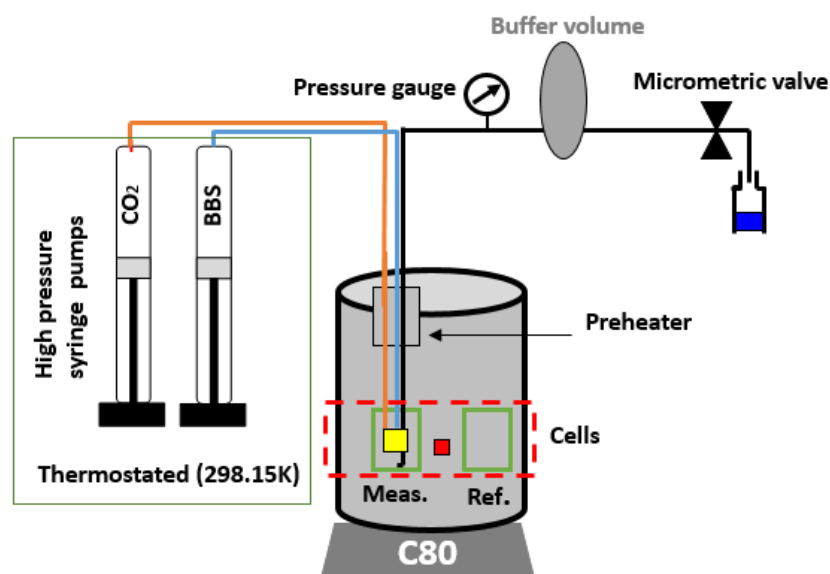 Buffer volume
Pressure gauge
Micrometric valve
CO₂
BBS
High pressure
syringe pumps
Preheater
Cells
Thermostated (298.15K)
Meas.
Ref.
C80